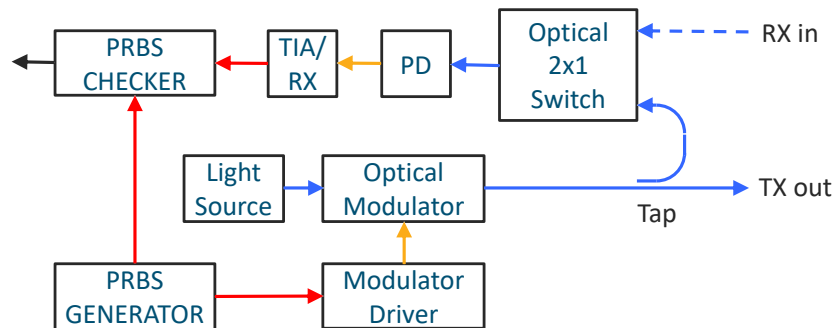 PRBS
CHECKER
TIA/
RX
PD
Optical
2x1
Switch
RX in
Light
Source
Optical
Modulator
TX out
Tap
PRBS
GENERATOR
Modulator
Driver